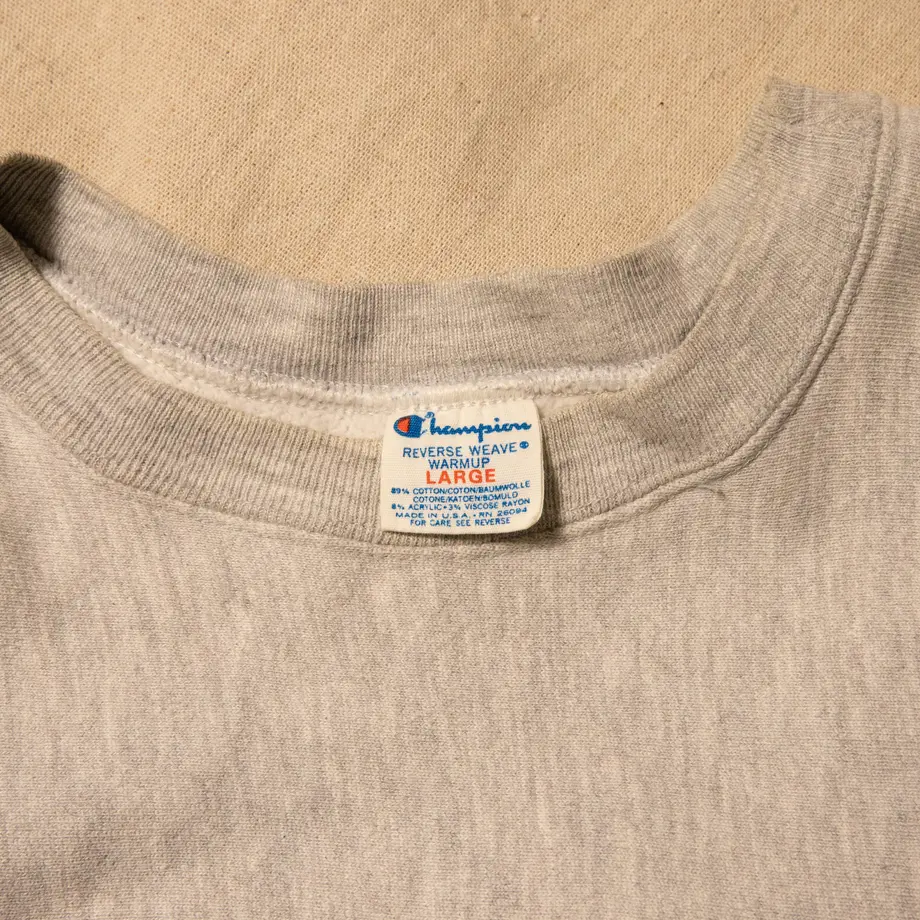 Champion
REVERSE WEAVE®
WARMUP
LARGE
89% COTTON/COTON/BAUMWOLLE
COTONE/KATOEN/BOMULD
8% ACRYLIC•3% VISCOSE RAYON
MADE IN U.S.A. • RN 26094
FOR CARE SEE REVERSE